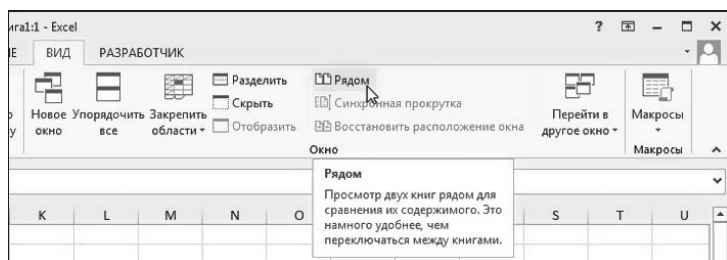 ига1:1 - Excel ?
ИЕ ВИД РАЗРАБОТЧИК
Разделить Рядом
Скрыть Синхронная прокрутка
Отобразить Восстановить расположение окна
о Новое Упорядочить Закрепить Перейти в Макросы
у окно все области другое окно
Окно Макросы
Рядом
Просмотр двух книг рядом для
сравнения их содержимого. Это
намного удобнее, чем
переключаться между книгами.
K L M N O S T U